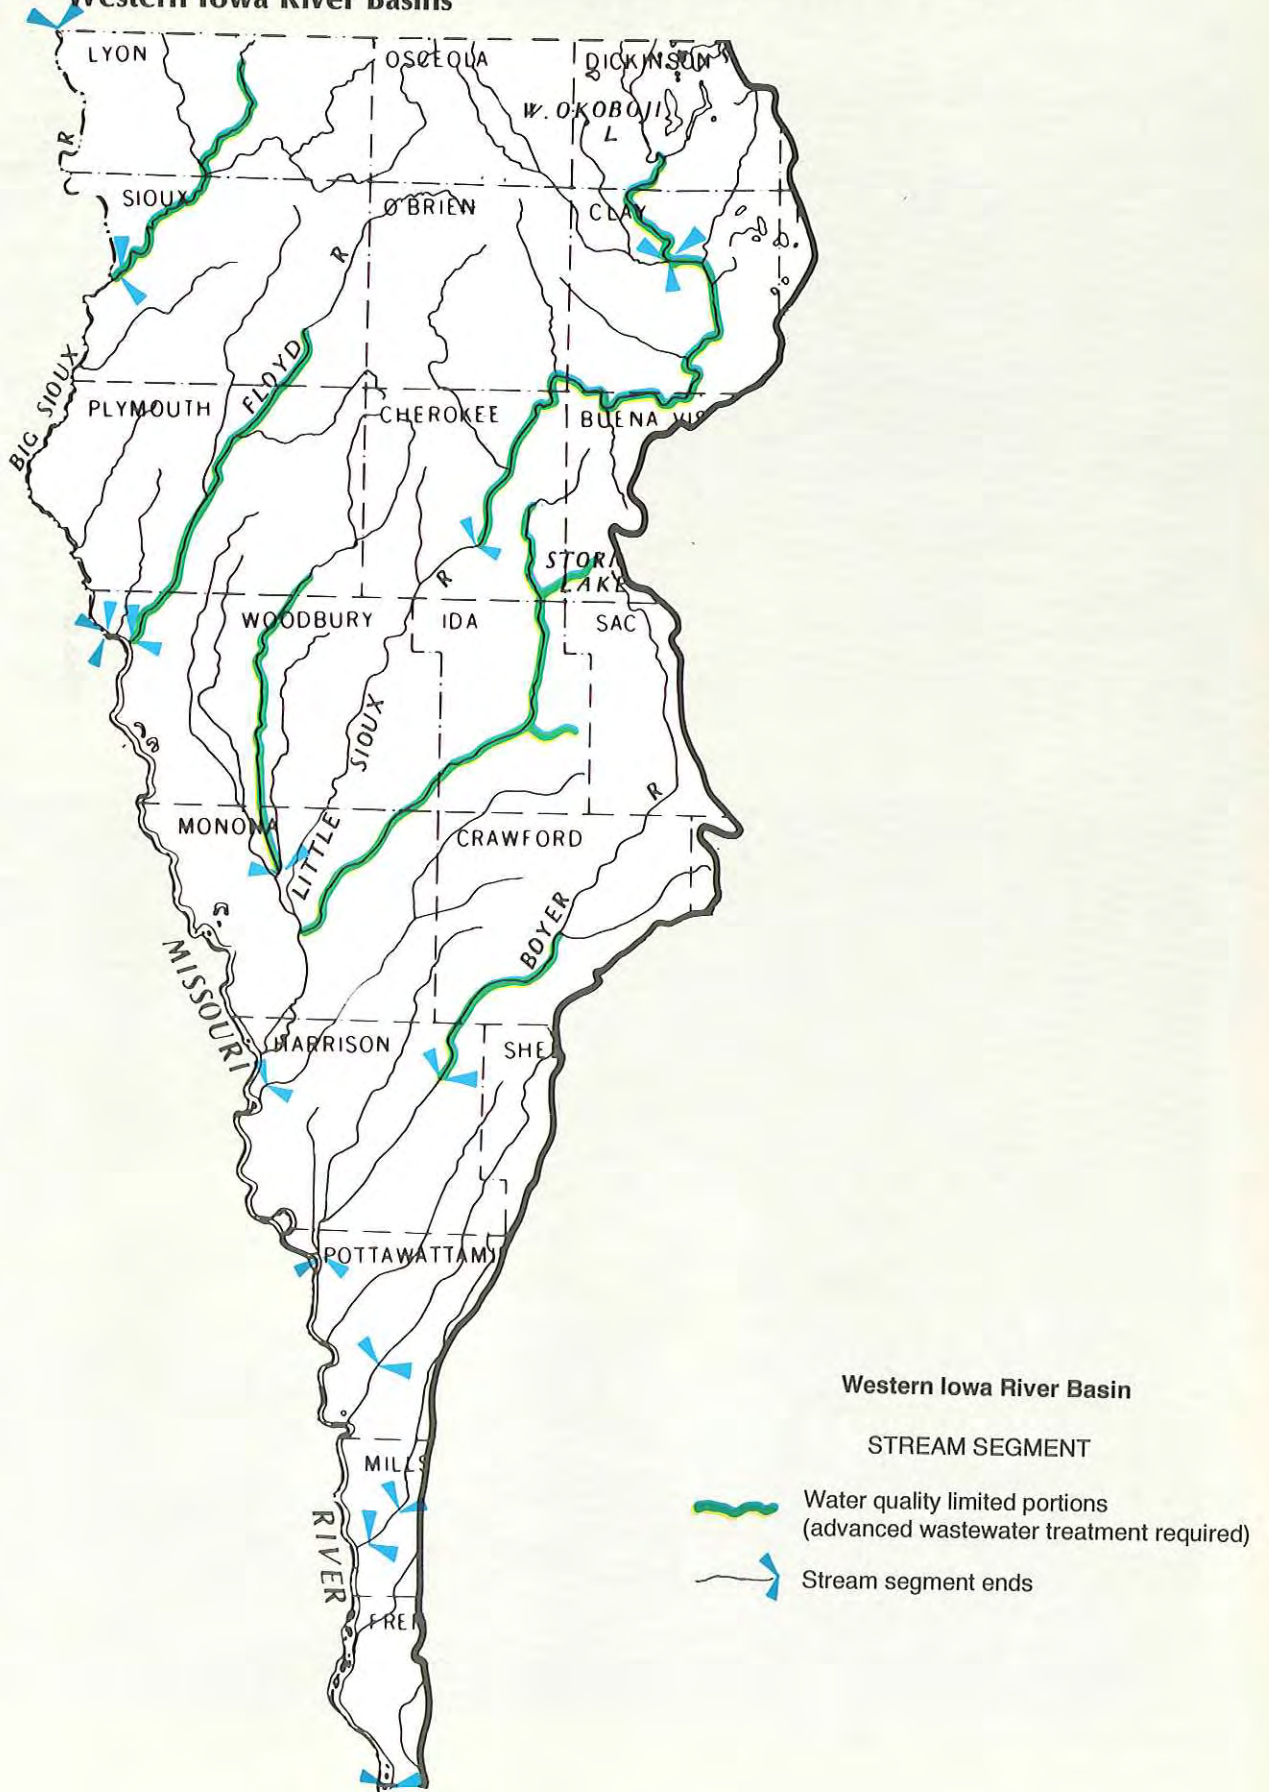 Western Iowa River Basins
LYON
OSCEOLA
DICKINSON
W. OKOBOJI
L
R
SIOUX
O'BRIEN
CLAY
R
BIG SIOUX
PLYMOUTH
FLOYD
CHEROKEE
BUENA VIS
STORM
LAKE
R
WOODBURY
IDA
SAC
LITTLE SIOUX
R
MONONA
CRAWFORD
BOYER
MISSOURI
HARRISON
SHE
POTTAWATTAMI
Western Iowa River Basin
STREAM SEGMENT
MILLS
Water quality limited portions
(advanced wastewater treatment required)
RIVER
Stream segment ends
FRE